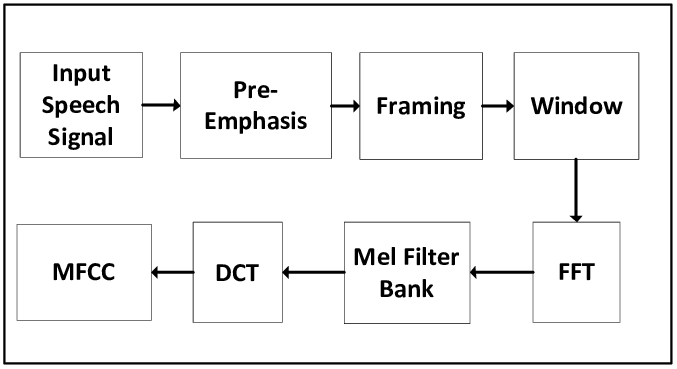 Input
Speech
Signal
Pre-
Emphasis
Framing
Window
FFT
Mel Filter
Bank
DCT
MFCC